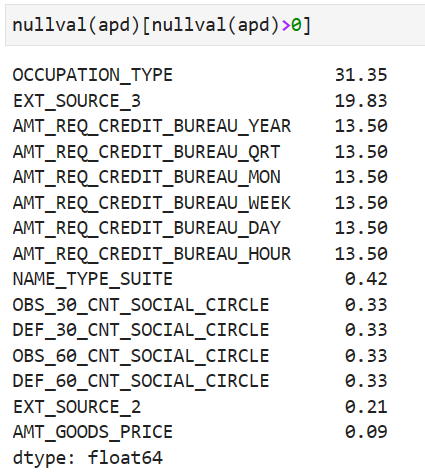 nullval(apd)[nullval(apd)>0]
OCCUPATION_TYPE 31.35
EXT_SOURCE_3 19.83
AMT_REQ_CREDIT_BUREAU_YEAR 13.50
AMT_REQ_CREDIT_BUREAU_QRT 13.50
AMT_REQ_CREDIT_BUREAU_MON 13.50
AMT_REQ_CREDIT_BUREAU_WEEK 13.50
AMT_REQ_CREDIT_BUREAU_DAY 13.50
AMT_REQ_CREDIT_BUREAU_HOUR 13.50
NAME_TYPE_SUITE 0.42
OBS_30_CNT_SOCIAL_CIRCLE 0.33
DEF_30_CNT_SOCIAL_CIRCLE 0.33
OBS_60_CNT_SOCIAL_CIRCLE 0.33
DEF_60_CNT_SOCIAL_CIRCLE 0.33
EXT_SOURCE_2 0.21
AMT_GOODS_PRICE 0.09
dtype: float64